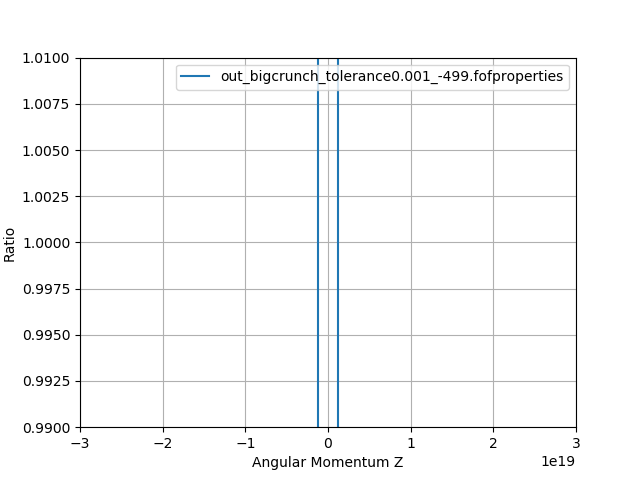 out_bigcrunch_tolerance0.001_-499.fofproperties
1.0100
1.0075
1.0050
1.0025
1.0000
0.9975
0.9950
0.9925
0.9900
Ratio
−3 −2 −1 0 1 2 3
1e19
Angular Momentum Z